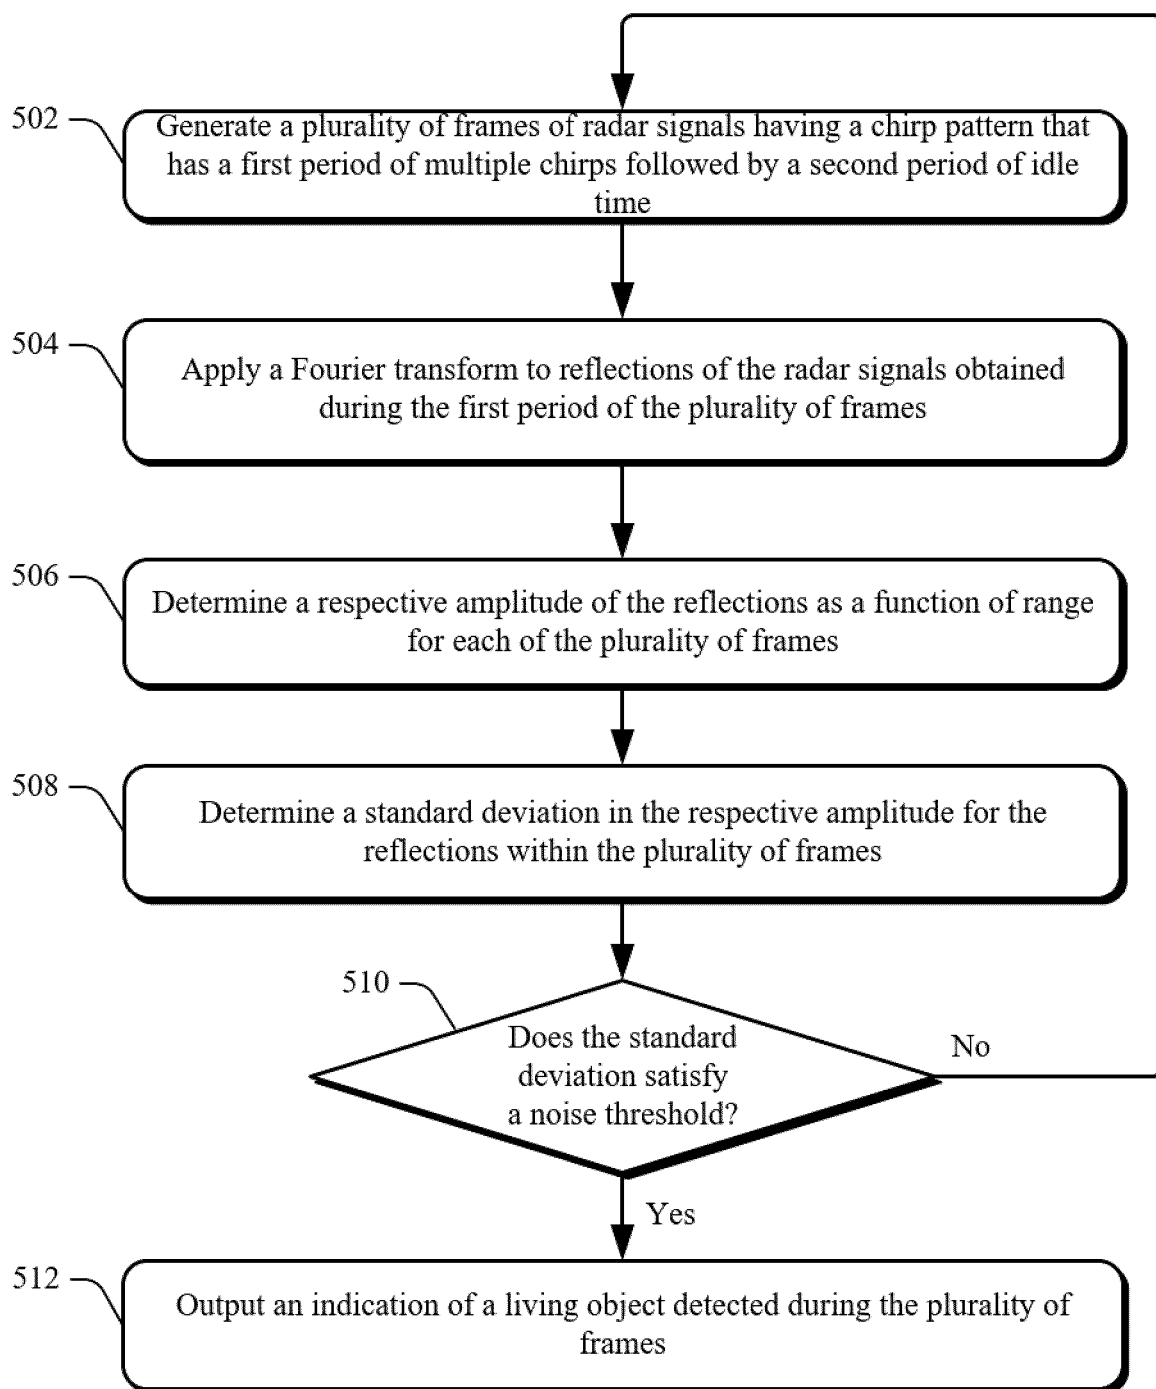 502
Generate a plurality of frames of radar signals having a chirp pattern that
has a first period of multiple chirps followed by a second period of idle
time
504
Apply a Fourier transform to reflections of the radar signals obtained
during the first period of the plurality of frames
506
Determine a respective amplitude of the reflections as a function of range
for each of the plurality of frames
508
Determine a standard deviation in the respective amplitude for the
reflections within the plurality of frames
510
Does the standard
deviation satisfy
a noise threshold?
No
Yes
512
Output an indication of a living object detected during the plurality of
frames